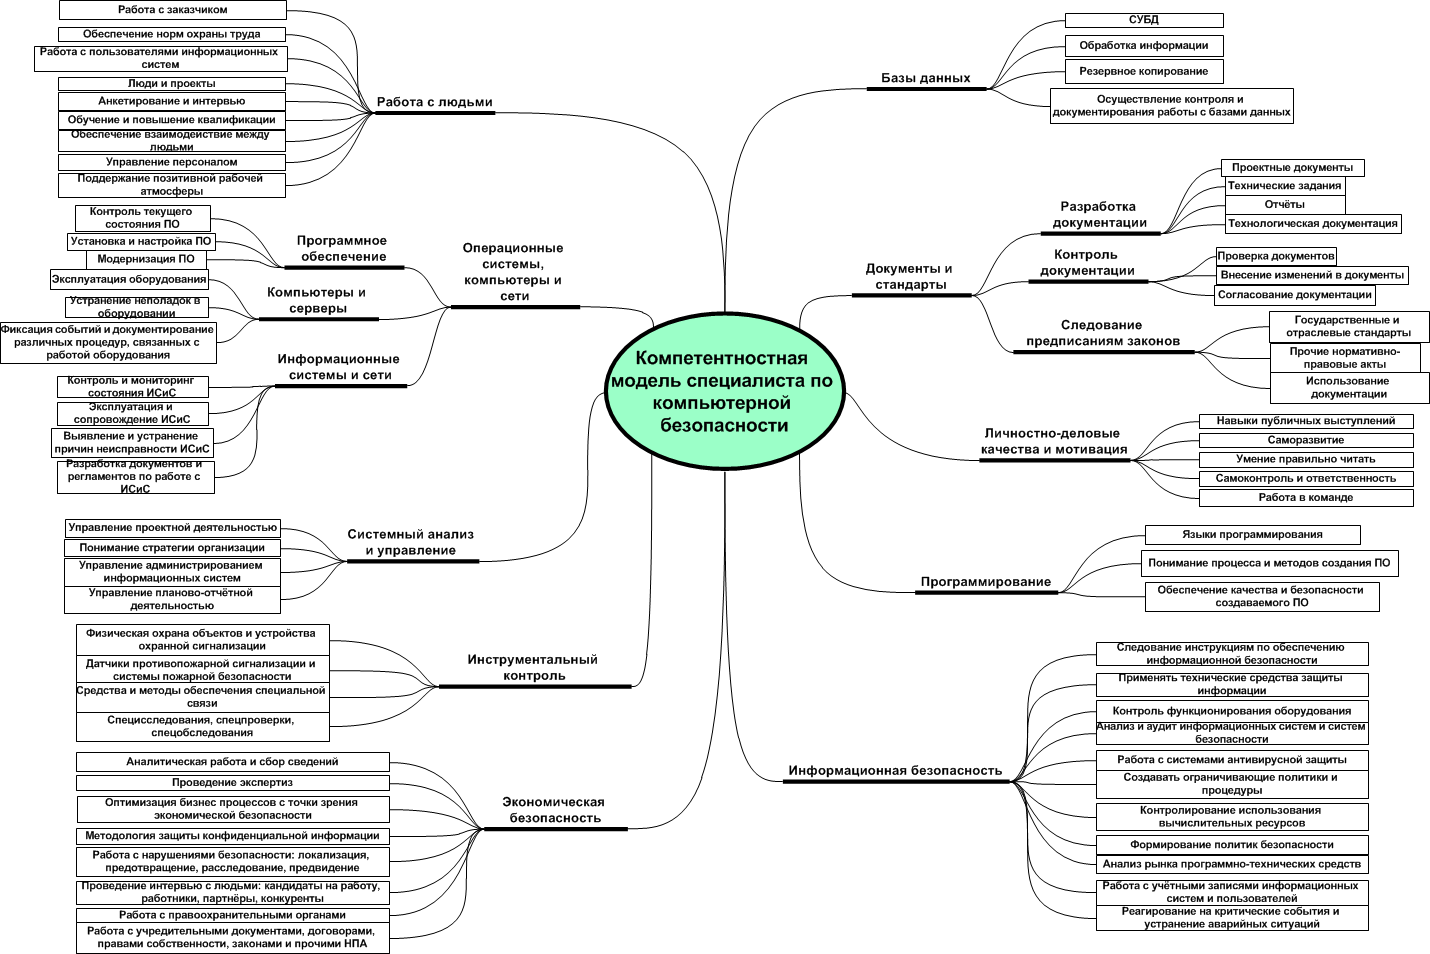 Компетентностная
модель специалиста по
компьютерной
безопасности
Работа с людьми
Работа с заказчиком
Обеспечение норм охраны труда
Работа с пользователями информационных
систем
Люди и проекты
Анкетирование и интервью
Обучение и повышение квалификации
Обеспечение взаимодействие между
людьми
Управление персоналом
Поддержание позитивной рабочей
атмосферы
Операционные
системы,
компьютеры и
сети
Программное
обеспечение
Контроль текущего
состояния ПО
Установка и настройка ПО
Модернизация ПО
Компьютеры и
серверы
Эксплуатация оборудования
Устранение неполадок в
оборудовании
Фиксация событий и документирование
различных процедур, связанных с
работой оборудования
Информационные
системы и сети
Контроль и мониторинг
состояния ИСиС
Эксплуатация и
сопровождение ИСиС
Выявление и устранение
причин неисправности ИСиС
Разработка документов и
регламентов по работе с
ИСиС
Системный анализ
и управление
Управление проектной деятельностью
Понимание стратегии организации
Управление администрированием
информационных систем
Управление планово-отчётной
деятельностью
Инструментальный
контроль
Физическая охрана объектов и устройства
охранной сигнализации
Датчики противопожарной сигнализации и
системы пожарной безопасности
Средства и методы обеспечения специальной
связи
Специсследования, спецпроверки,
спецобследования
Экономическая
безопасность
Аналитическая работа и сбор сведений
Проведение экспертиз
Оптимизация бизнес процессов с точки зрения
экономической безопасности
Методология защиты конфиденциальной информации
Работа с нарушениями безопасности: локализация,
предотвращение, расследование, предвидение
Проведение интервью с людьми: кандидаты на работу,
работники, партнёры, конкуренты
Работа с правоохранительными органами
Работа с учредительными документами, договорами,
правами собственности, законами и прочими НПА
Базы данных
СУБД
Обработка информации
Резервное копирование
Осуществление контроля и
документирования работы с базами данных
Документы и
стандарты
Разработка
документации
Проектные документы
Технические задания
Отчёты
Технологическая документация
Контроль
документации
Проверка документов
Внесение изменений в документы
Согласование документации
Следование
предписаниям законов
Государственные и
отраслевые стандарты
Прочие нормативно-
правовые акты
Использование
документации
Личностно-деловые
качества и мотивация
Навыки публичных выступлений
Саморазвитие
Умение правильно читать
Самоконтроль и ответственность
Работа в команде
Программирование
Языки программирования
Понимание процесса и методов создания ПО
Обеспечение качества и безопасности
создаваемого ПО
Информационная безопасность
Следование инструкциям по обеспечению
информационной безопасности
Применять технические средства защиты
информации
Контроль функционирования оборудования
Анализ и аудит информационных систем и систем
безопасности
Работа с системами антивирусной защиты
Создавать ограничивающие политики и
процедуры
Контролирование использования
вычислительных ресурсов
Формирование политик безопасности
Анализ рынка программно-технических средств
Работа с учётными записями информационных
систем и пользователей
Реагирование на критические события и
устранение аварийных ситуаций